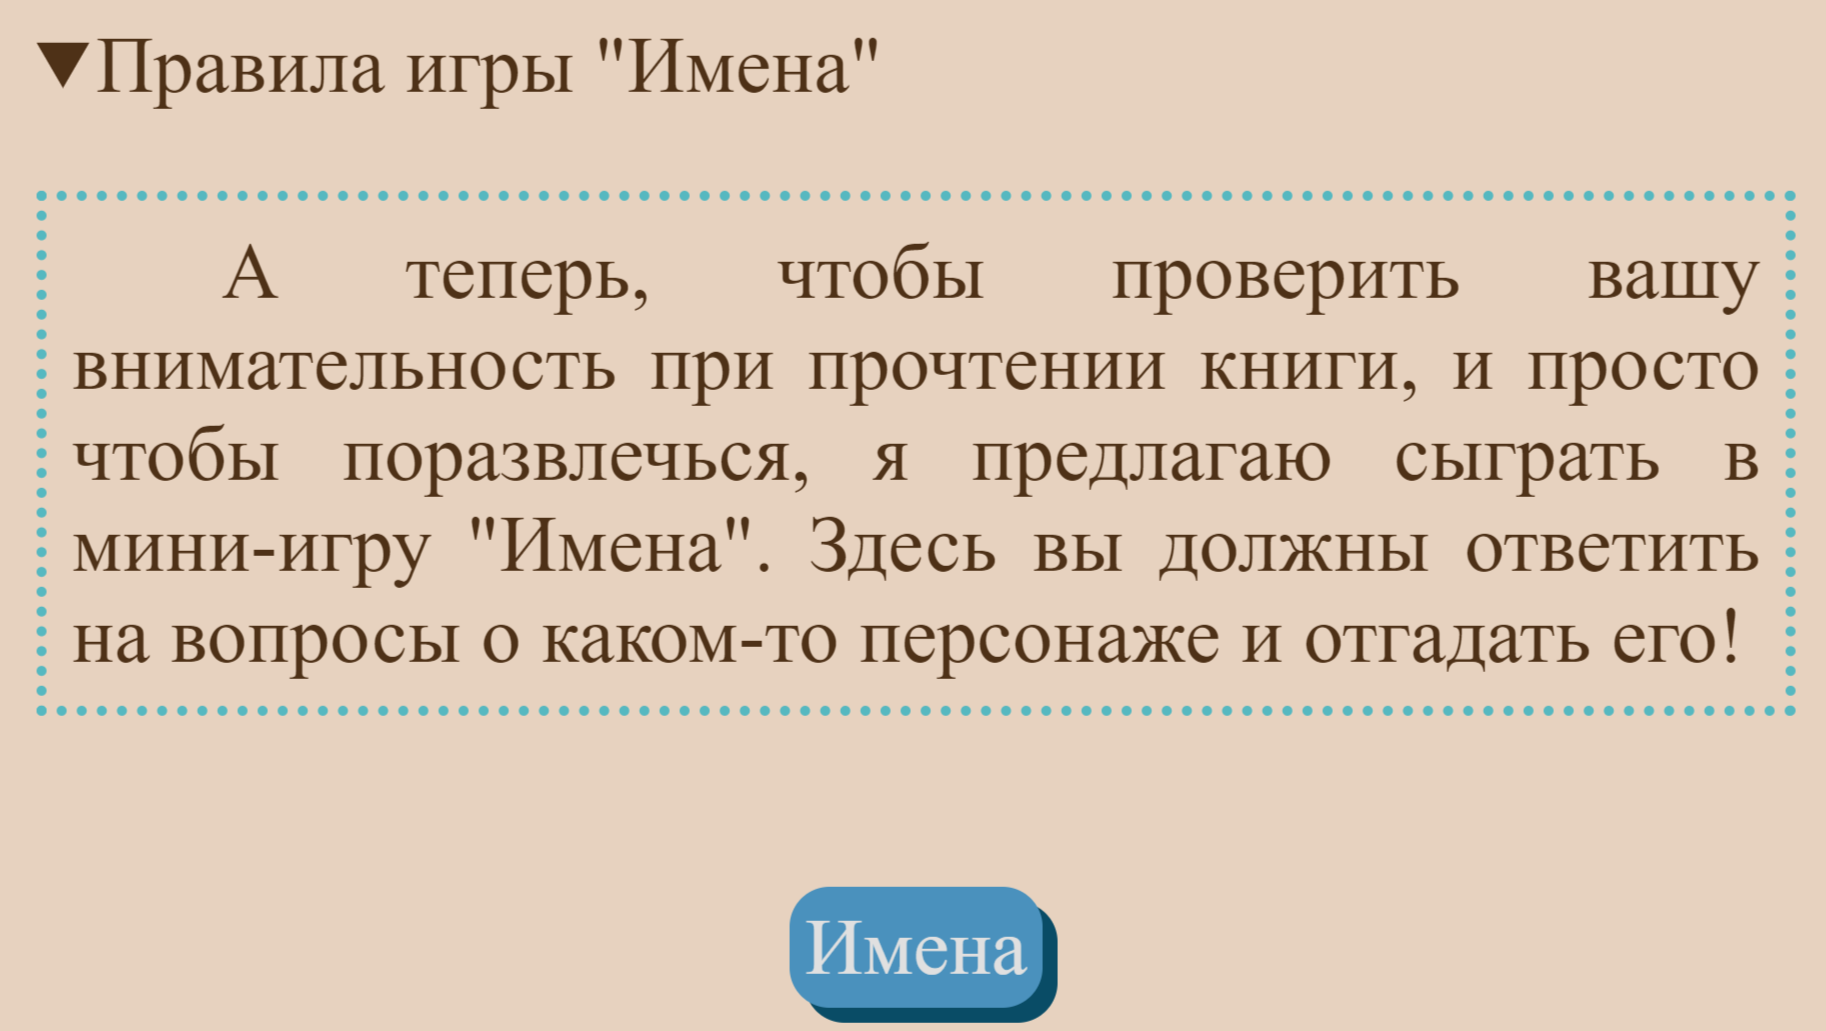 Правила игры "Имена"
А теперь, чтобы проверить вашу
внимательность при прочтении книги, и просто
чтобы поразвлечься, я предлагаю сыграть в
мини-игру "Имена". Здесь вы должны ответить
на вопросы о каком-то персонаже и отгадать его!
Имена